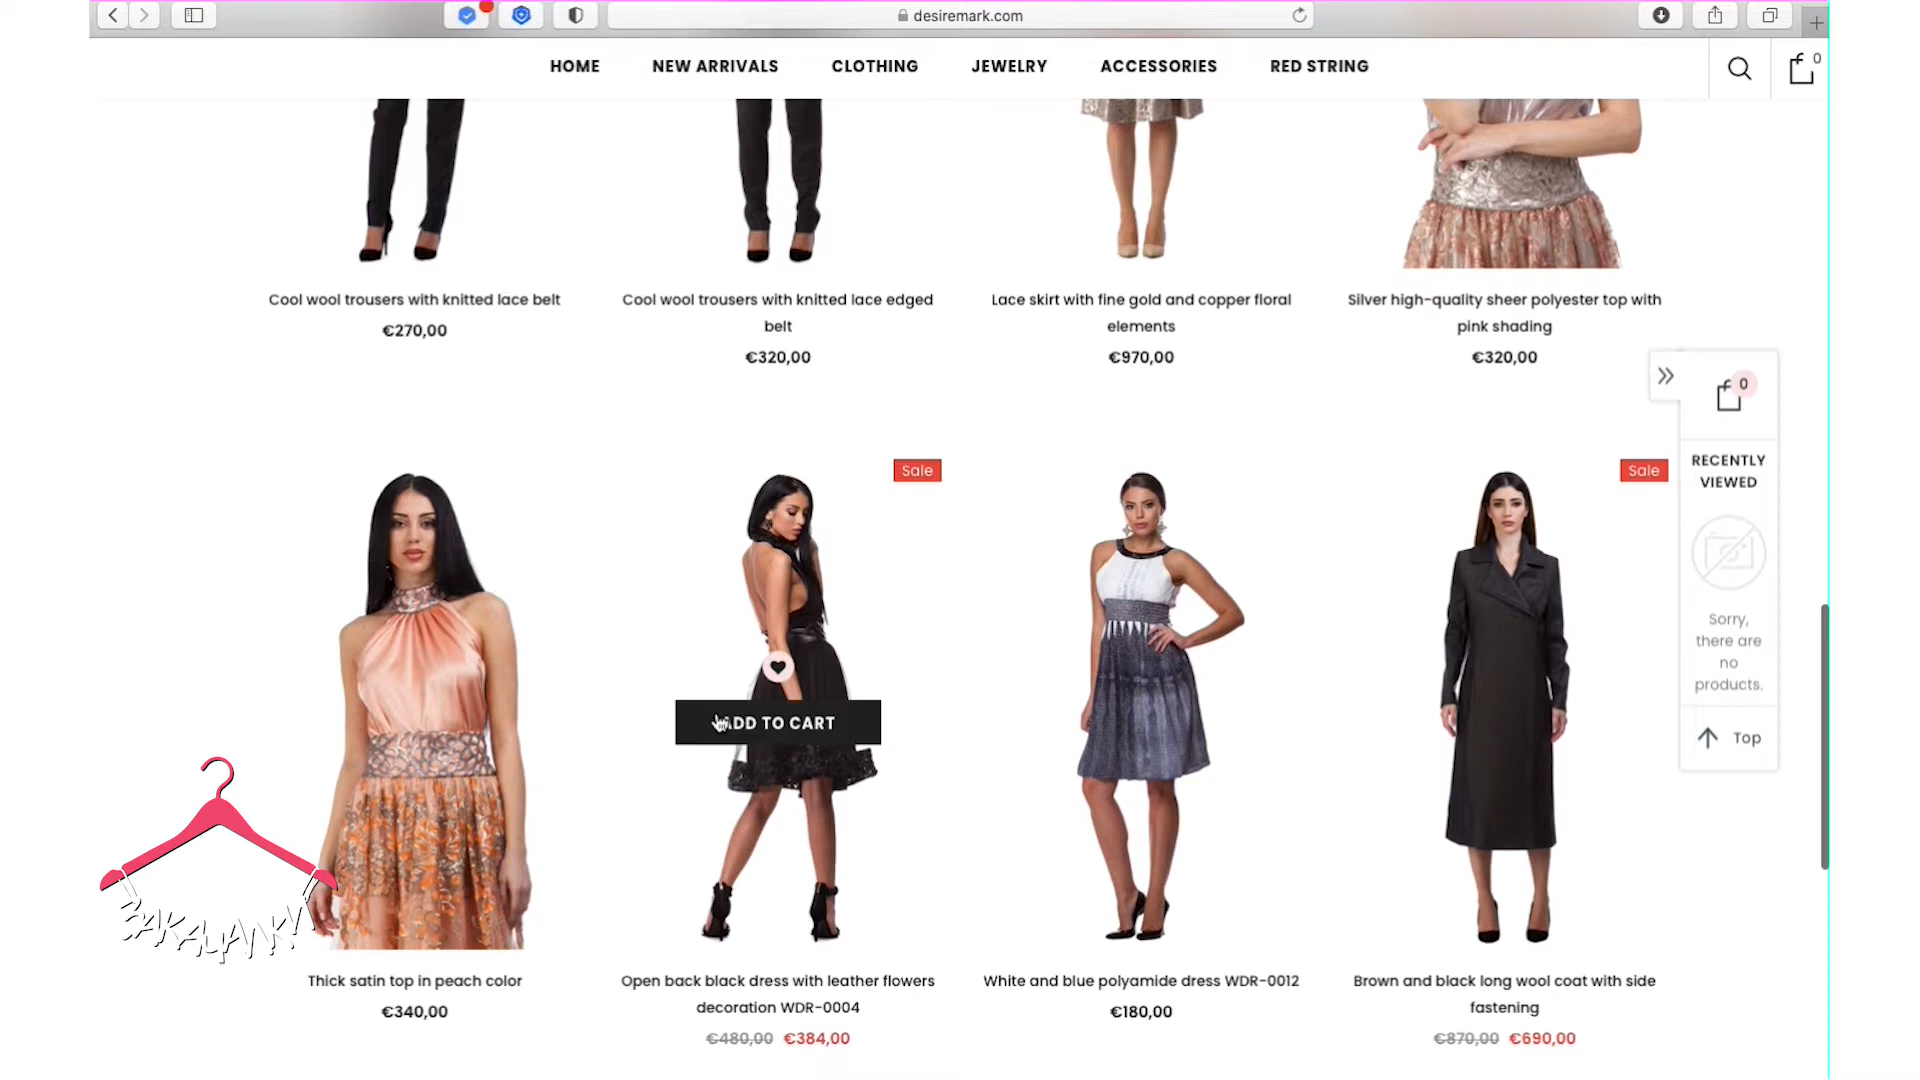 desiremark.com
HOME NEW ARRIVALS CLOTHING JEWELRY ACCESSORIES RED STRING
0
Cool wool trousers with knitted lace belt
€270,00
Cool wool trousers with knitted lace edged
belt
€320,00
Lace skirt with fine gold and copper floral
elements
€970,00
Silver high-quality sheer polyester top with
pink shading
€320,00
0
RECENTLY
VIEWED
Sorry,
there are
no
products.
Top
Sale
Sale
ADD TO CART
Thick satin top in peach color
€340,00
Open back black dress with leather flowers
decoration WDR-0004
€480,00 €384,00
White and blue polyamide dress WDR-0012
€180,00
Brown and black long wool coat with side
fastening
€870,00 €690,00